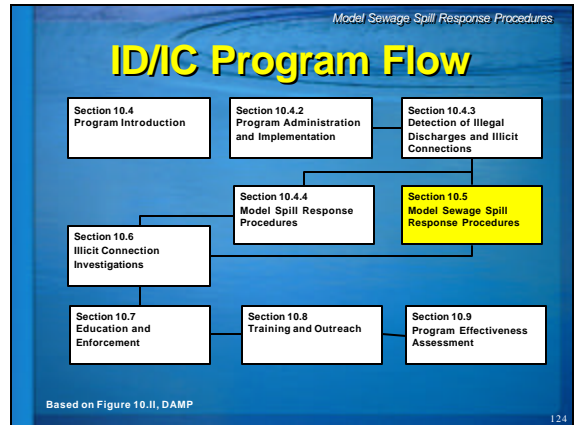 Model Sewage Spill Response Procedures
ID/IC Program Flow
Section 10.4
Program Introduction
Section 10.4.2
Program Administration
and Implementation
Section 10.4.3
Detection of Illegal
Discharges and Illicit
Connections
Section 10.4.4
Model Spill Response
Procedures
Section 10.5
Model Sewage Spill
Response Procedures
Section 10.6
Illicit Connection
Investigations
Section 10.7
Education and
Enforcement
Section 10.8
Training and Outreach
Section 10.9
Program Effectiveness
Assessment
Based on Figure 10.II, DAMP
124